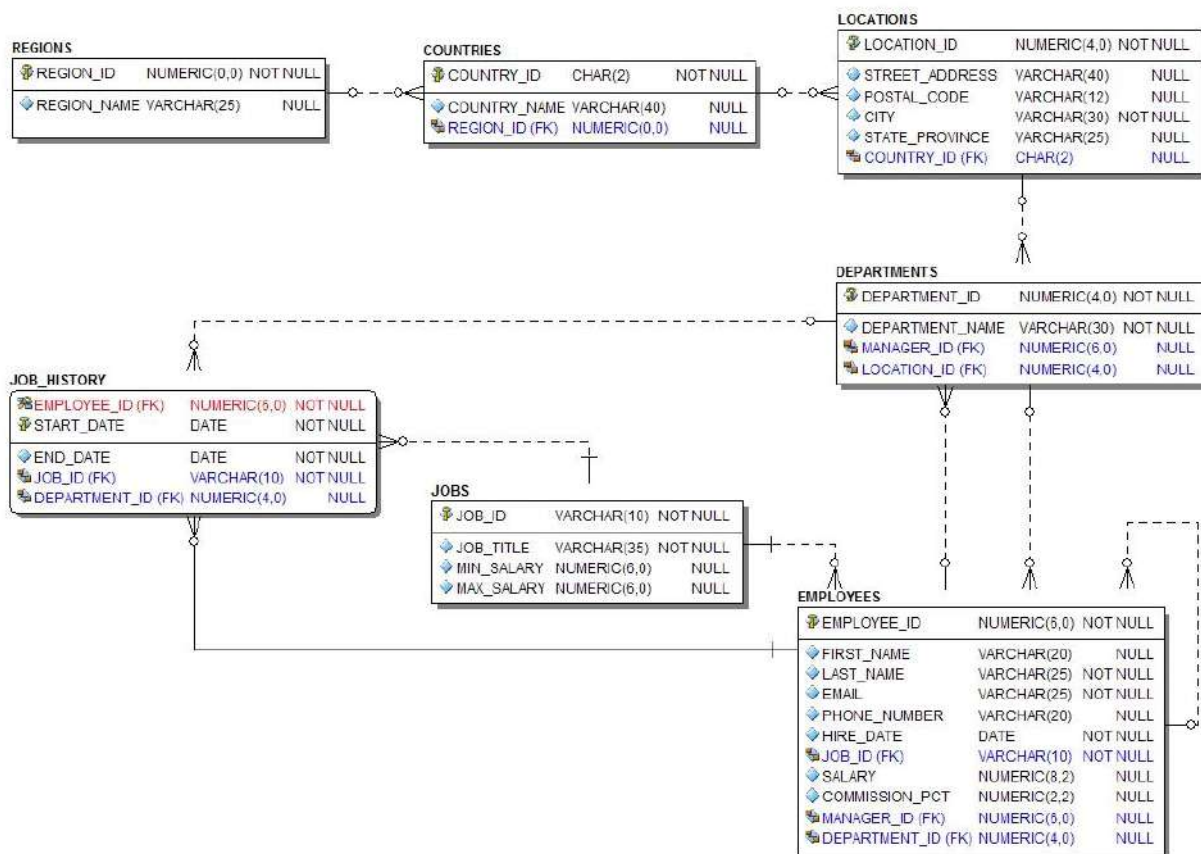 REGIONS
REGION_ID NUMERIC(0,0) NOT NULL
REGION_NAME VARCHAR(25) NULL
COUNTRIES
COUNTRY_ID CHAR(2) NOT NULL
COUNTRY_NAME VARCHAR(40) NULL
REGION_ID (FK) NUMERIC(0,0) NULL
LOCATIONS
LOCATION_ID NUMERIC(4,0) NOT NULL
STREET_ADDRESS VARCHAR(40) NULL
POSTAL_CODE VARCHAR(12) NULL
CITY VARCHAR(30) NOT NULL
STATE_PROVINCE VARCHAR(25) NULL
COUNTRY_ID (FK) CHAR(2) NULL
DEPARTMENTS
DEPARTMENT_ID NUMERIC(4,0) NOT NULL
DEPARTMENT_NAME VARCHAR(30) NOT NULL
MANAGER_ID (FK) NUMERIC(6,0) NULL
LOCATION_ID (FK) NUMERIC(4,0) NULL
JOB_HISTORY
EMPLOYEE_ID (FK) NUMERIC(6,0) NOT NULL
START_DATE DATE NOT NULL
END_DATE DATE NOT NULL
JOB_ID (FK) VARCHAR(10) NOT NULL
DEPARTMENT_ID (FK) NUMERIC(4,0) NULL
JOBS
JOB_ID VARCHAR(10) NOT NULL
JOB_TITLE VARCHAR(35) NOT NULL
MIN_SALARY NUMERIC(6,0) NULL
MAX_SALARY NUMERIC(6,0) NULL
EMPLOYEES
EMPLOYEE_ID NUMERIC(6,0) NOT NULL
FIRST_NAME VARCHAR(20) NULL
LAST_NAME VARCHAR(25) NOT NULL
EMAIL VARCHAR(25) NOT NULL
PHONE_NUMBER VARCHAR(20) NULL
HIRE_DATE DATE NOT NULL
JOB_ID (FK) VARCHAR(10) NOT NULL
SALARY NUMERIC(8,2) NULL
COMMISSION_PCT NUMERIC(2,2) NULL
MANAGER_ID (FK) NUMERIC(6,0) NULL
DEPARTMENT_ID (FK) NUMERIC(4,0) NULL